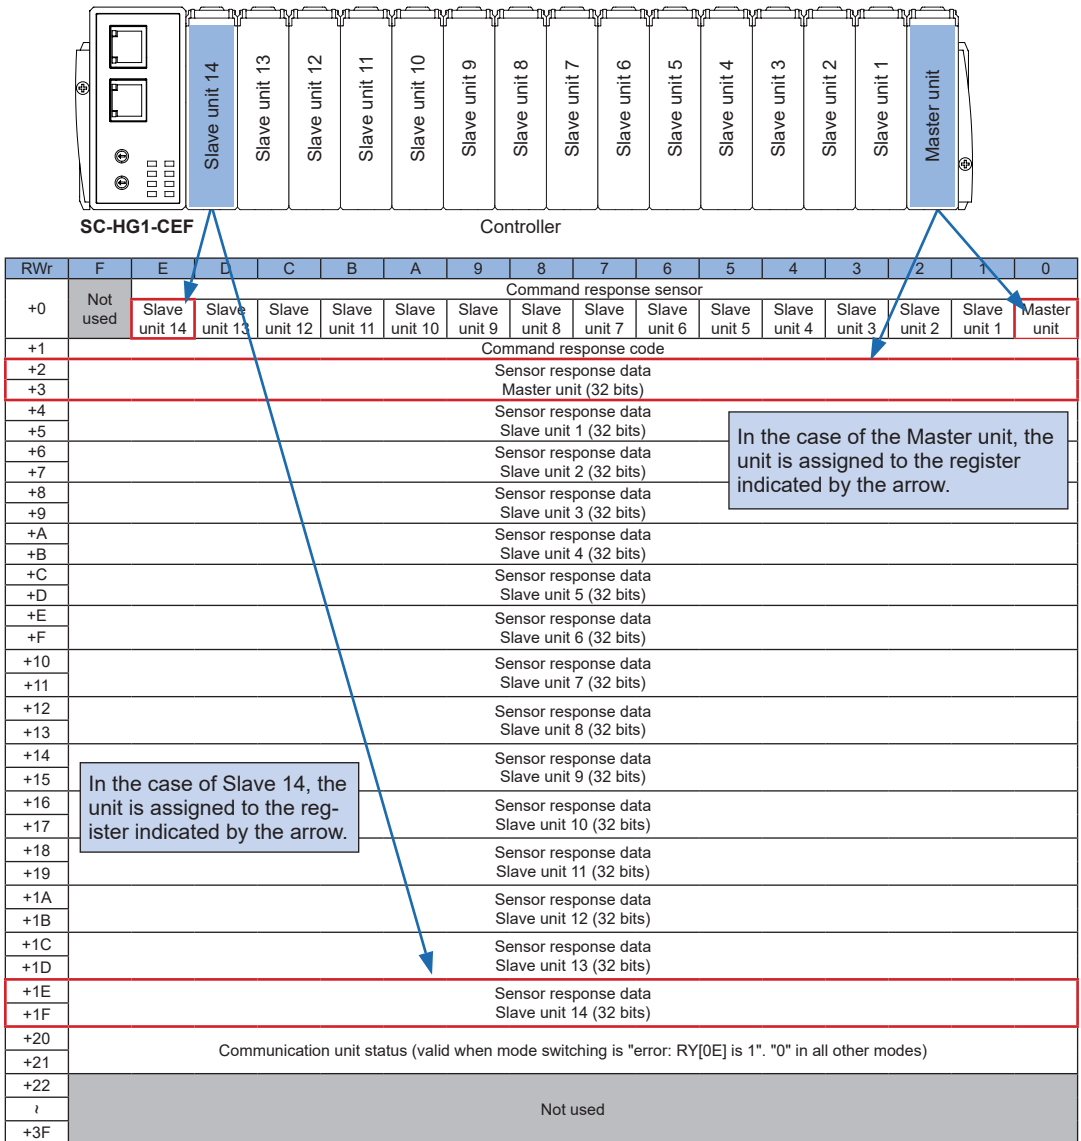 Slave unit 14
Slave unit 13
Slave unit 12
Slave unit 11
Slave unit 10
Slave unit 9
Slave unit 8
Slave unit 7
Slave unit 6
Slave unit 5
Slave unit 4
Slave unit 3
Slave unit 2
Slave unit 1
Master unit
SC-HG1-CEF
Controller
RWr F E D C B A 9 8 7 6 5 4 3 2 1 0
+0
Not
used
Command response sensor
Slave Slave Slave Slave Slave Slave Slave Slave Slave Slave Slave Slave Slave Slave Master
unit 14 unit 13 unit 12 unit 11 unit 10 unit 9 unit 8 unit 7 unit 6 unit 5 unit 4 unit 3 unit 2 unit 1 unit
+1 Command response code
+2 Sensor response data
+3 Master unit (32 bits)
+4 Sensor response data
+5 Slave unit 1 (32 bits)
+6 Sensor response data
+7 Slave unit 2 (32 bits)
+8 Sensor response data
+9 Slave unit 3 (32 bits)
In the case of the Master unit, the
unit is assigned to the register
indicated by the arrow.
+A Sensor response data
+B Slave unit 4 (32 bits)
+C Sensor response data
+D Slave unit 5 (32 bits)
+E Sensor response data
+F Slave unit 6 (32 bits)
+10 Sensor response data
+11 Slave unit 7 (32 bits)
+12 Sensor response data
+13 Slave unit 8 (32 bits)
+14 Sensor response data
+15 Slave unit 9 (32 bits)
In the case of Slave 14, the
unit is assigned to the reg-
ister indicated by the arrow.
+16 Sensor response data
+17 Slave unit 10 (32 bits)
+18 Sensor response data
+19 Slave unit 11 (32 bits)
+1A Sensor response data
+1B Slave unit 12 (32 bits)
+1C Sensor response data
+1D Slave unit 13 (32 bits)
+1E Sensor response data
+1F Slave unit 14 (32 bits)
+20
Communication unit status (valid when mode switching is "error: RY[0E] is 1". "0" in all other modes)
+21
+22
~ Not used
+3F